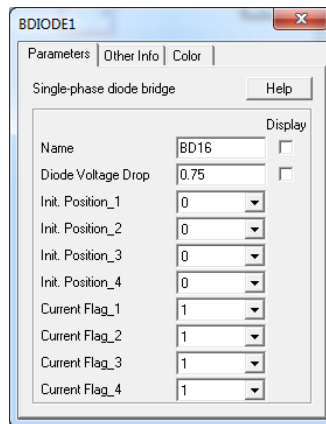 BDIODE1
Parameters Other Info Color
Single-phase diode bridge Help
Display
Name BD16
Diode Voltage Drop 0.75
Init. Position_1 0
Init. Position_2 0
Init. Position_3 0
Init. Position_4 0
Current Flag_1 1
Current Flag_2 1
Current Flag_3 1
Current Flag_4 1